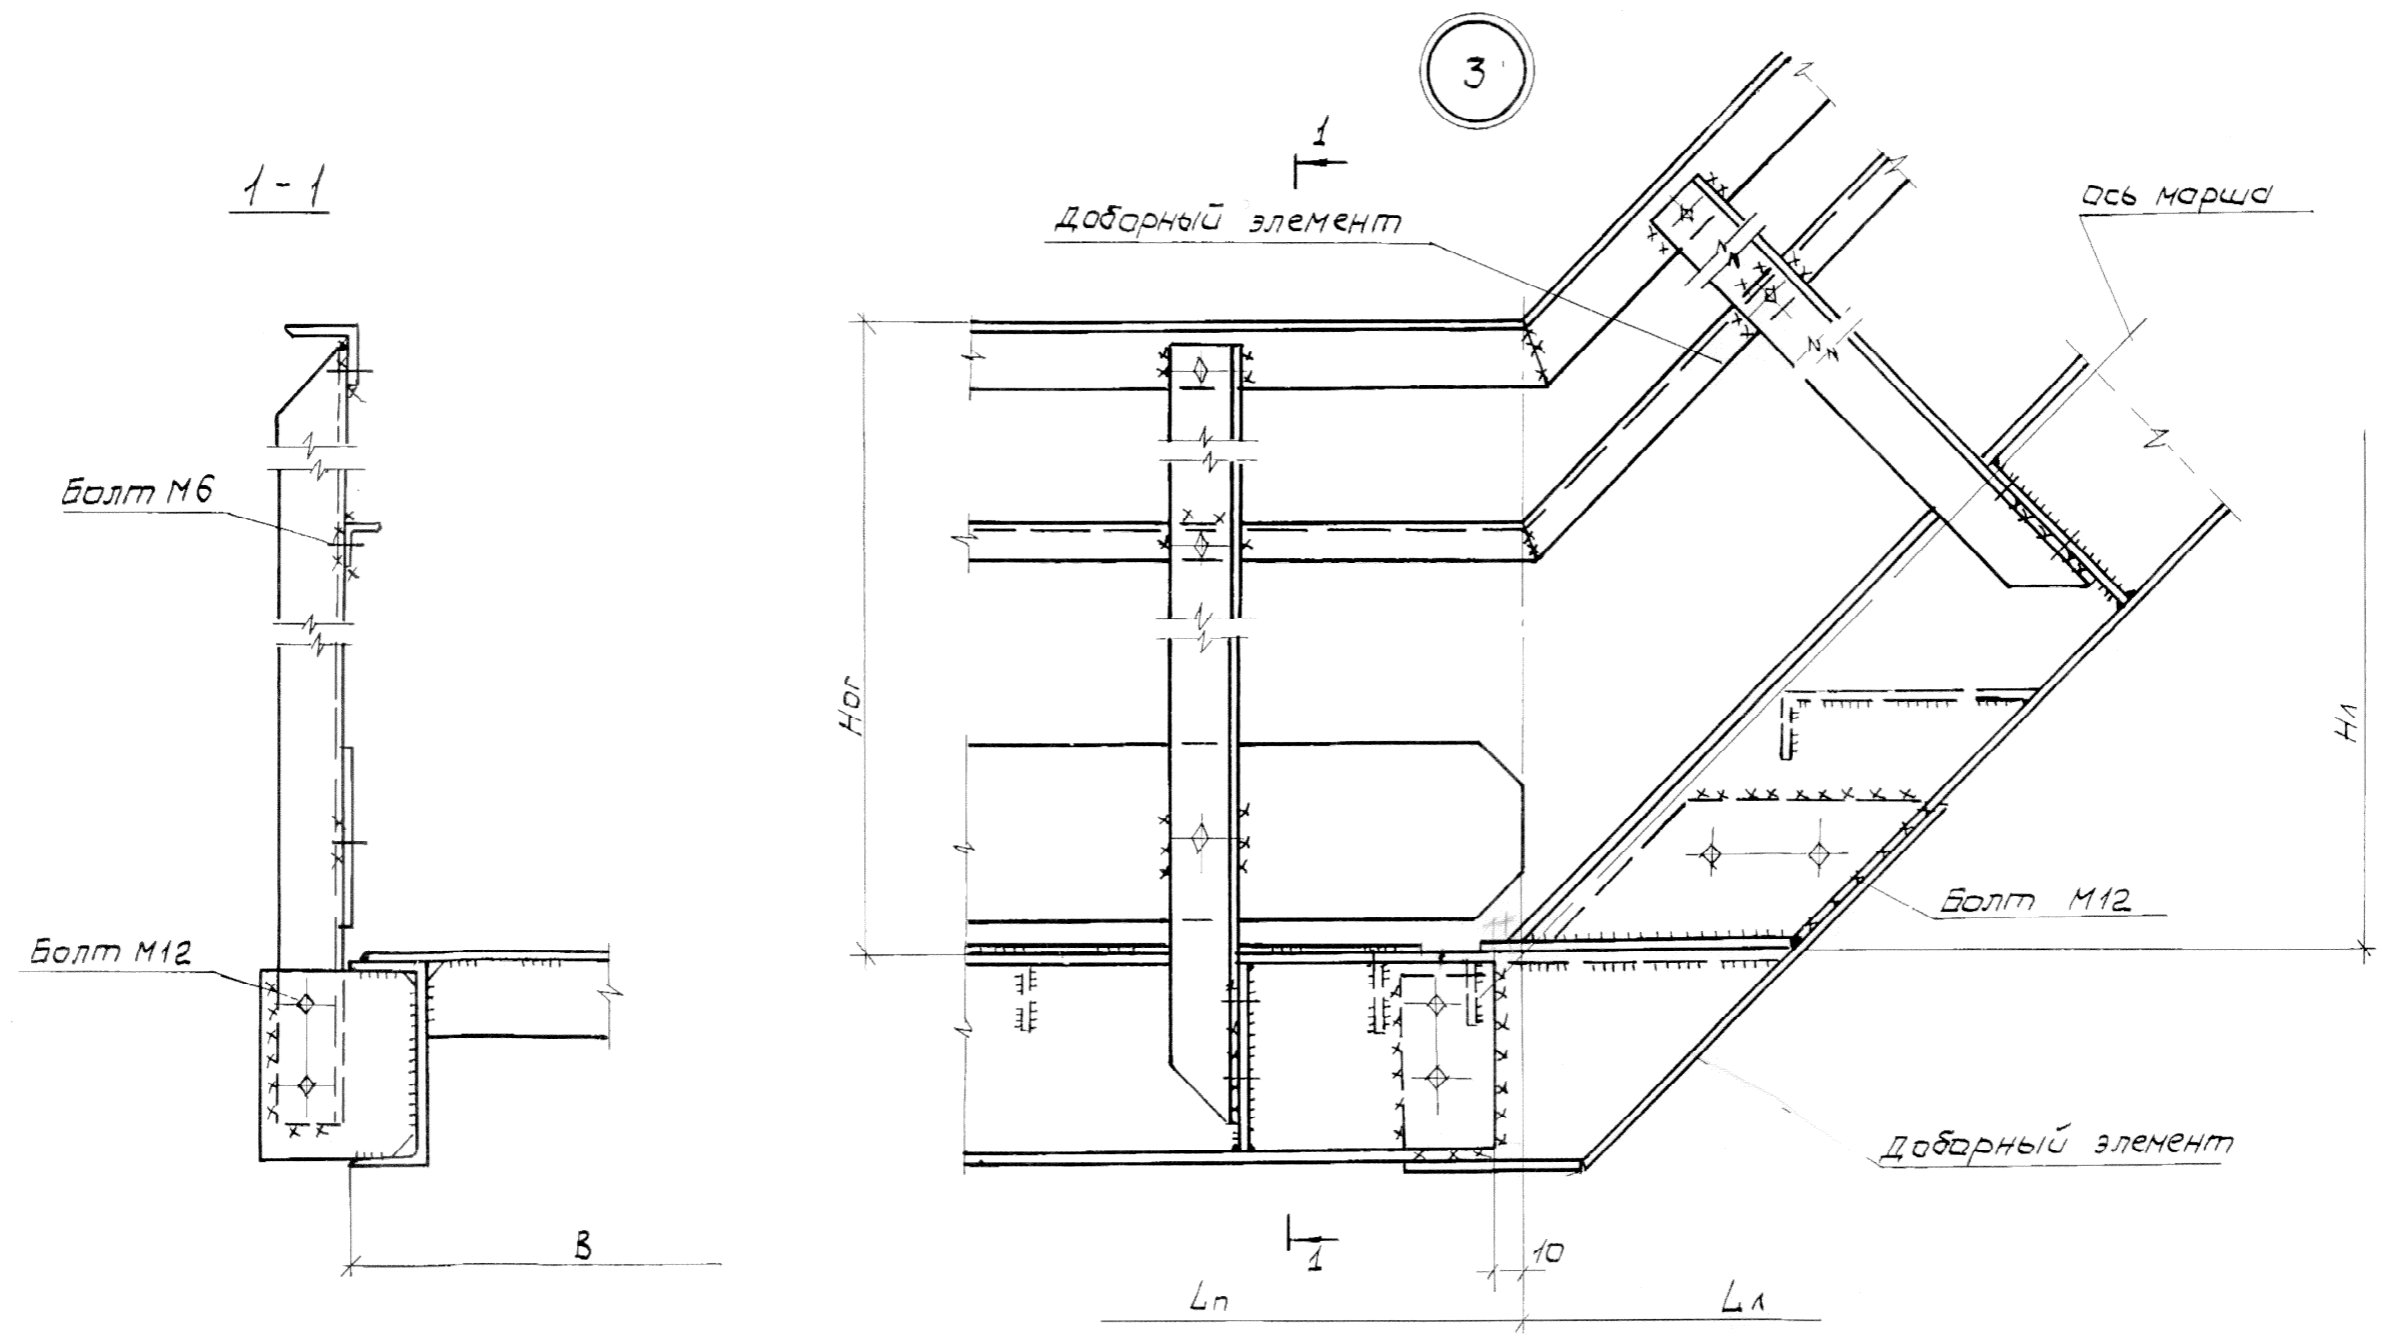 3
1
1-1
Доборный элемент
ось марша
Болт М6
Ног
Нл
Болт М12
Болт М12
Доборный элемент
В
1
10
Lп
Lл